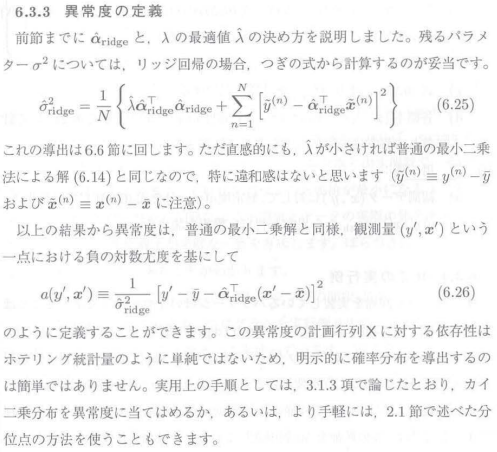 6.3.3 異常度の定義
前節までに α̂_ridge と，λ の最適値 λ̂ の決め方を説明しました。残るパラメ
ター σ² については，リッジ回帰の場合，つぎの式から計算するのが妥当です。
σ̂²_ridge = 1/N { λ̂ α̂ᵀ_ridge α̂_ridge + Σ_{n=1}^{N} [ ỹ^(n) − α̂ᵀ_ridge x̃^(n) ]² } (6.25)
これの導出は6.6 節に回します。ただ直感的にも，λ̂ が小さければ普通の最小二乗
法による解 (6.14) と同じなので，特に違和感はないと思います (ỹ^(n) ≡ y^(n)−ȳ
および x̃^(n) ≡ x^(n) − x̄ に注意)。
以上の結果から異常度は，普通の最小二乗解と同様，観測量 (y′, x′) という
一点における負の対数尤度を基にして
a(y′, x′) ≡ 1/σ̂²_ridge [ y′ − ȳ − α̂ᵀ_ridge (x′ − x̄) ]² (6.26)
のように定義することができます。この異常度の計画行列 X に対する依存性は
ホテリング統計量のように単純ではないため，明示的に確率分布を導出するの
は簡単ではありません。実用上の手順としては，3.1.3 項で論じたとおり，カイ
二乗分布を異常度に当てはめるか，あるいは，より手軽には，2.1 節で述べた分
位点の方法を使うこともできます。